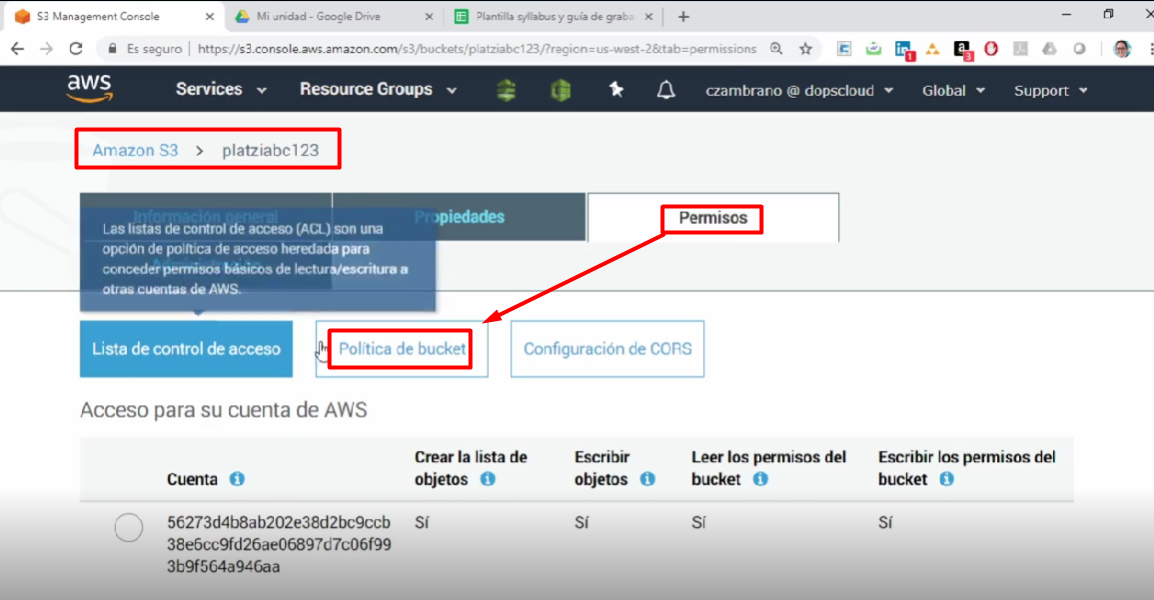 S3 Management Console
Mi unidad - Google Drive
Plantilla syllabus y guía de graba
Es seguro
https://s3.console.aws.amazon.com/s3/buckets/platziabc123/?region=us-west-2&tab=permissions
1
a
3
aws
Services
Resource Groups
czambrano @ dopscloud
Global
Support
Amazon S3 > platziabc123
Información general
Propiedades
Permisos
Las listas de control de acceso (ACL) son una
opción de política de acceso heredada para
conceder permisos básicos de lectura/escritura a
otras cuentas de AWS.
Lista de control de acceso
Política de bucket
Configuración de CORS
Acceso para su cuenta de AWS
Cuenta
Crear la lista de
objetos
Escribir
objetos
Leer los permisos del
bucket
Escribir los permisos del
bucket
56273d4b8ab202e38d2bc9ccb
38e6cc9fd26ae06897d7c06f99
3b9f564a946aa
Sí
Sí
Sí
Sí